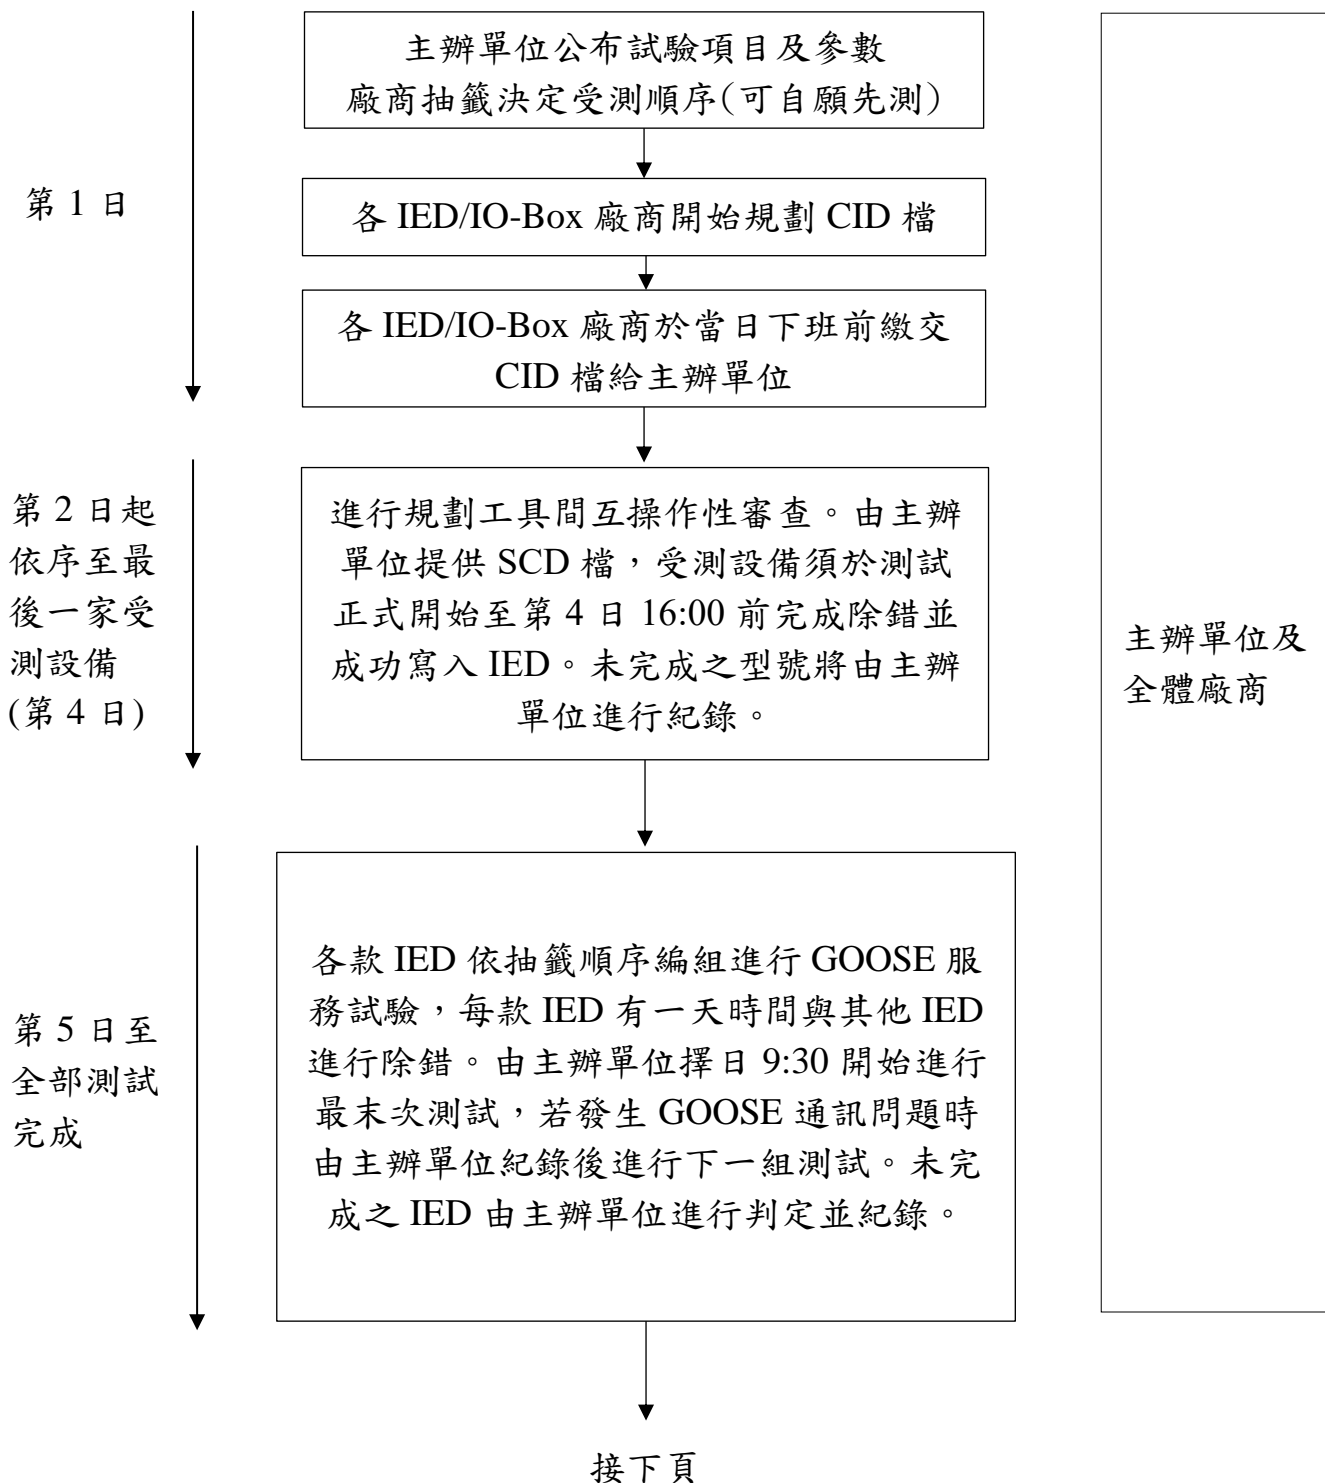 主辦單位公布試驗項目及參數
廠商抽籤決定受測順序(可自願先測)
第 1 日
各 IED/IO-Box 廠商開始規劃 CID 檔
各 IED/IO-Box 廠商於當日下班前繳交
CID 檔給主辦單位
第 2 日起
依序至最
後一家受
測設備
(第 4 日)
進行規劃工具間互操作性審查。由主辦
單位提供 SCD 檔，受測設備須於測試
正式開始至第 4 日 16:00 前完成除錯並
成功寫入 IED。未完成之型號將由主辦
單位進行紀錄。
主辦單位及
全體廠商
第 5 日至
全部測試
完成
各款 IED 依抽籤順序編組進行 GOOSE 服
務試驗，每款 IED 有一天時間與其他 IED
進行除錯。由主辦單位擇日 9:30 開始進行
最末次測試，若發生 GOOSE 通訊問題時
由主辦單位紀錄後進行下一組測試。未完
成之 IED 由主辦單位進行判定並紀錄。
接下頁